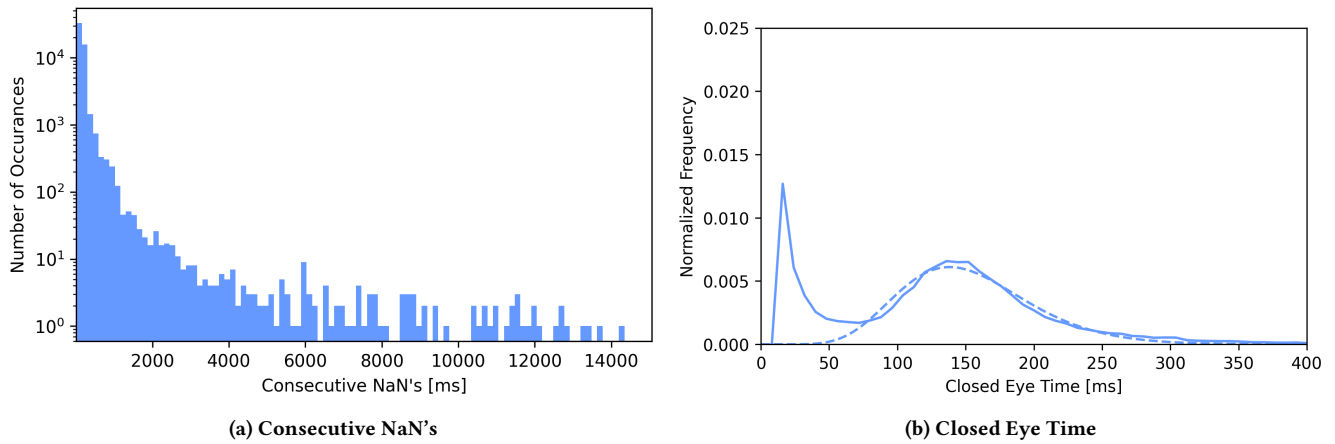 10⁴
10³
10²
10¹
10⁰
Number of Occurances
2000 4000 6000 8000 10000 12000 14000
Consecutive NaN's [ms]
(a) Consecutive NaN's
0.025
0.020
0.015
0.010
0.005
0.000
Normalized Frequency
0 50 100 150 200 250 300 350 400
Closed Eye Time [ms]
(b) Closed Eye Time